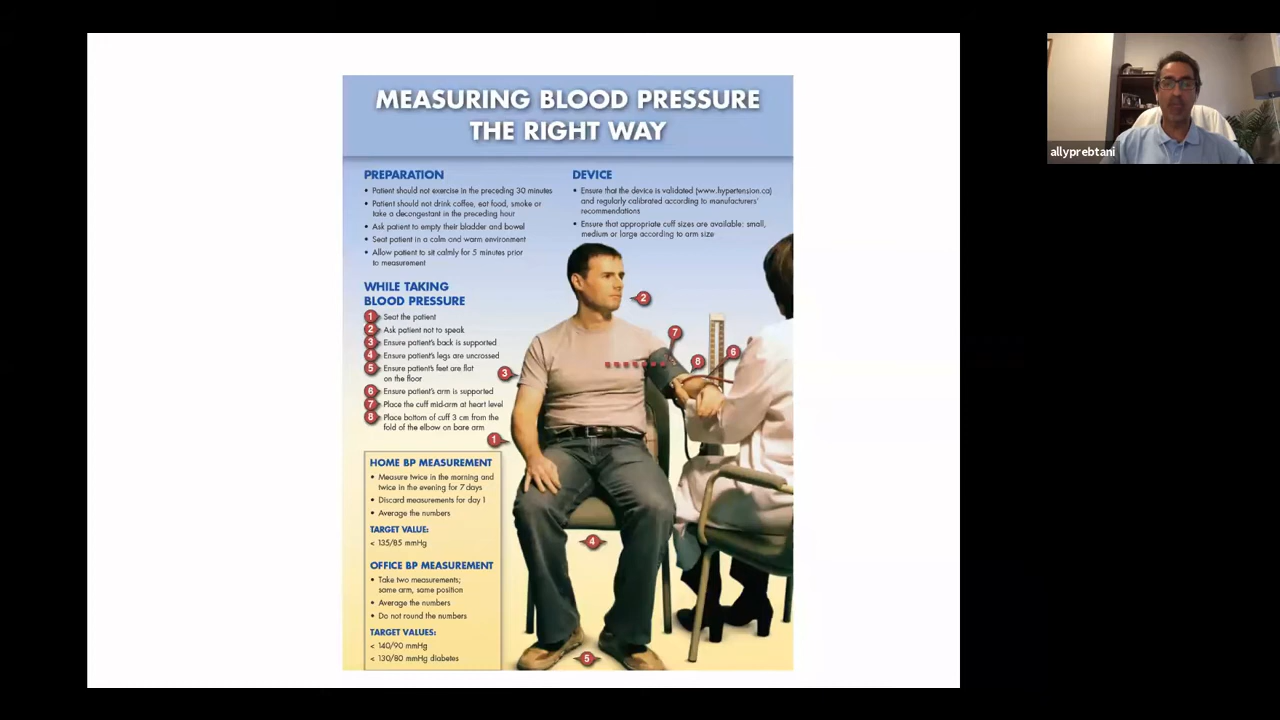 MEASURING BLOOD PRESSURE
THE RIGHT WAY
PREPARATION
• Patient should not exercise in the preceding 30 minutes
• Patient should not drink coffee, eat food, smoke or
take a decongestant in the preceding hour
• Ask patient to empty their bladder and bowel
• Seat patient in a calm and warm environment
• Allow patient to sit calmly for 5 minutes prior
to measurement
DEVICE
• Ensure that the device is validated (www.hypertension.ca)
and regularly calibrated according to manufacturers'
recommendations
• Ensure that appropriate cuff sizes are available: small,
medium or large according to arm size
WHILE TAKING
BLOOD PRESSURE
1 Seat the patient
2 Ask patient not to speak
3 Ensure patient's back is supported
4 Ensure patient's legs are uncrossed
5 Ensure patient's feet are flat
on the floor
6 Ensure patient's arm is supported
7 Place the cuff mid-arm at heart level
8 Place bottom of cuff 3 cm from the
fold of the elbow on bare arm
2
7
6
8
3
1
4
5
HOME BP MEASUREMENT
• Measure twice in the morning and
twice in the evening for 7 days
• Discard measurements for day 1
• Average the numbers
TARGET VALUE:
< 135/85 mmHg
OFFICE BP MEASUREMENT
• Take two measurements;
same arm, same position
• Average the numbers
• Do not round the numbers
TARGET VALUES:
< 140/90 mmHg
< 130/80 mmHg diabetes
allyprebtani